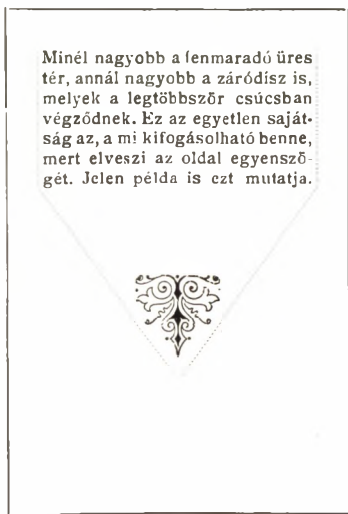 Minél nagyobb a fenmaradó üres
tér, annál nagyobb a záródísz is,
melyek a legtöbbször csúcsban
végződnek. Ez az egyetlen saját-
ság az, a mi kifogásolható benne,
mert elveszi az oldal egyenszö-
gét. Jelen példa is ezt mutatja.